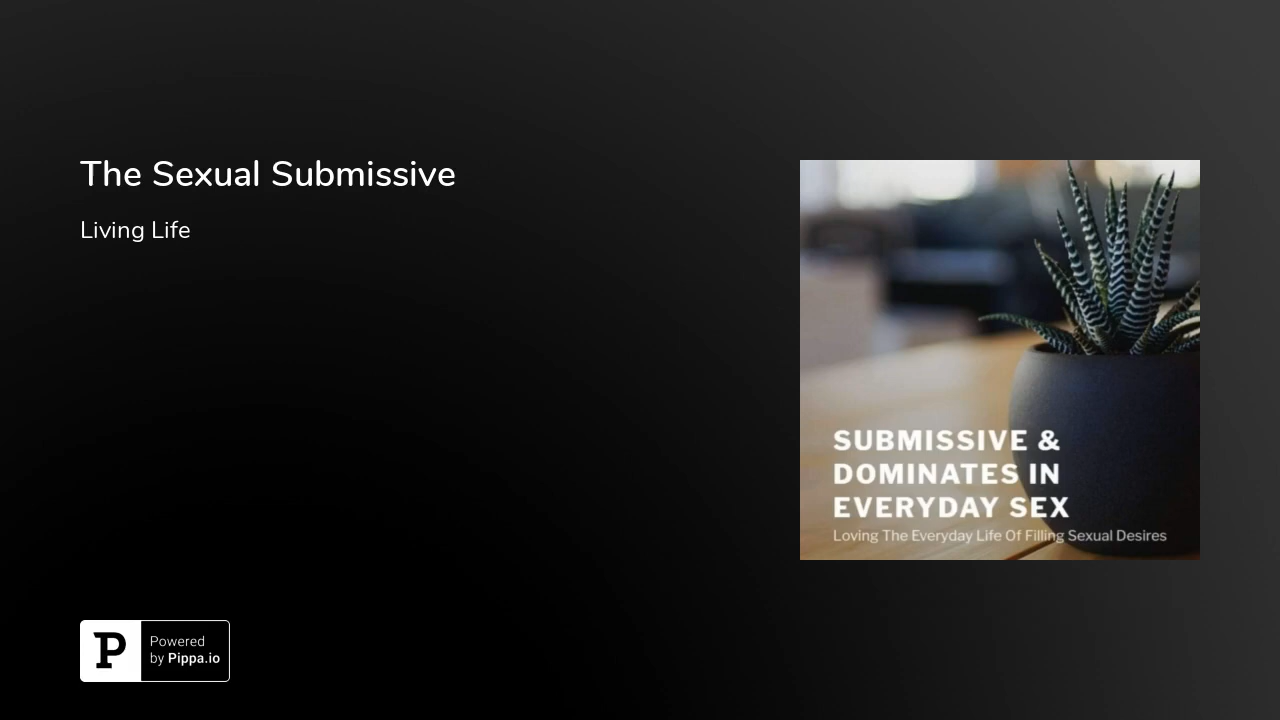 The Sexual Submissive
Living Life
SUBMISSIVE &
DOMINATES IN
EVERYDAY SEX
Loving The Everyday Life Of Filling Sexual Desires
P
Powered
by Pippa.io